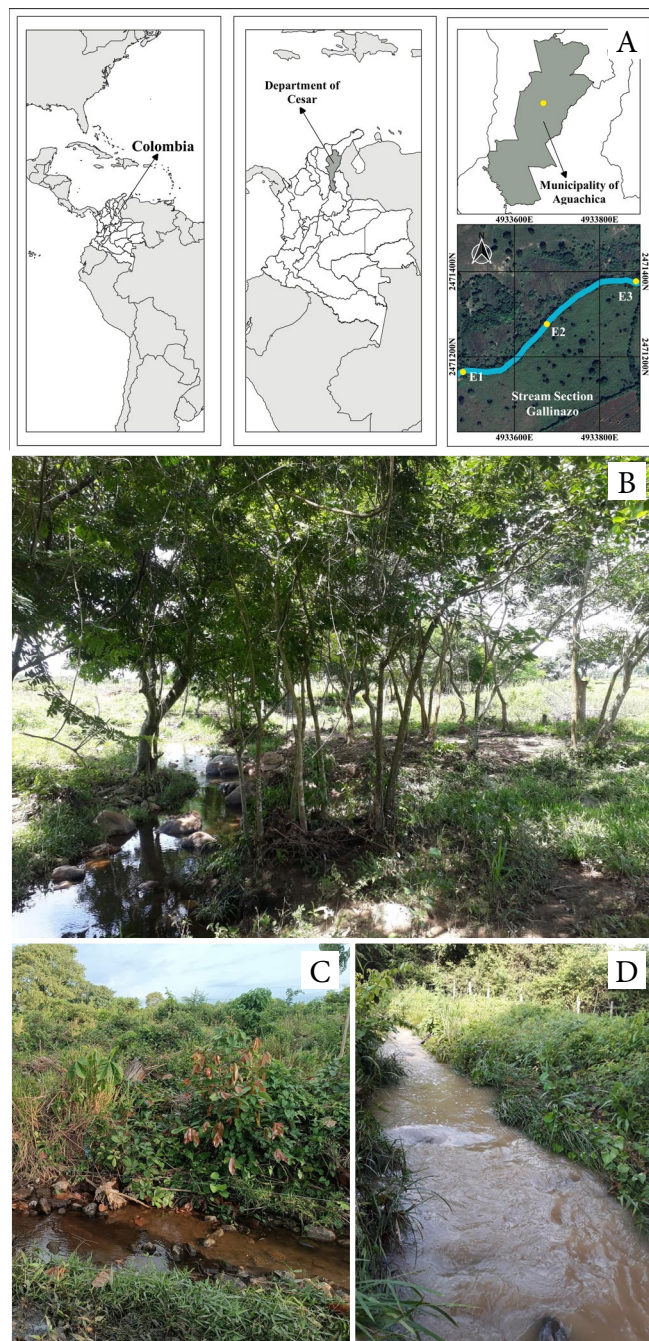 A
Colombia
Department of
Cesar
Municipality of
Aguachica
4933600E
4933800E
2471400N
2471400N
N
E3
E2
2471200N
2471200N
E1
Stream Section
Gallinazo
4933600E
4933800E
B
C
D